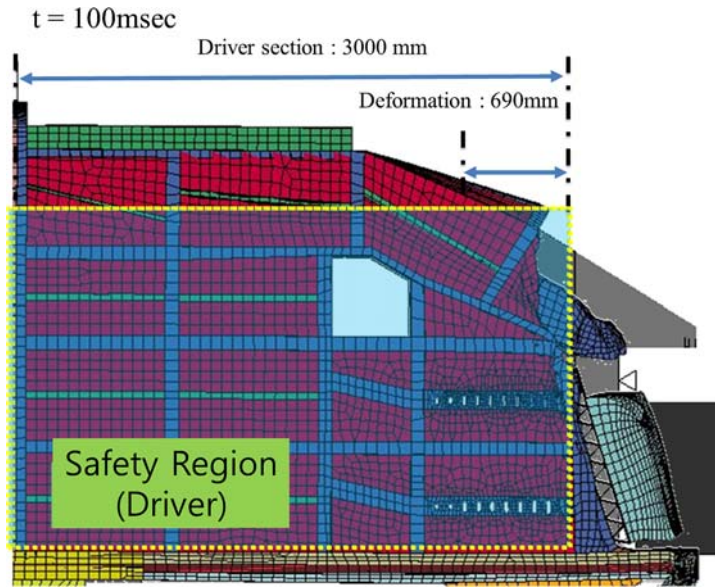 t = 100msec
Driver section : 3000 mm
Deformation : 690mm
Safety Region
(Driver)